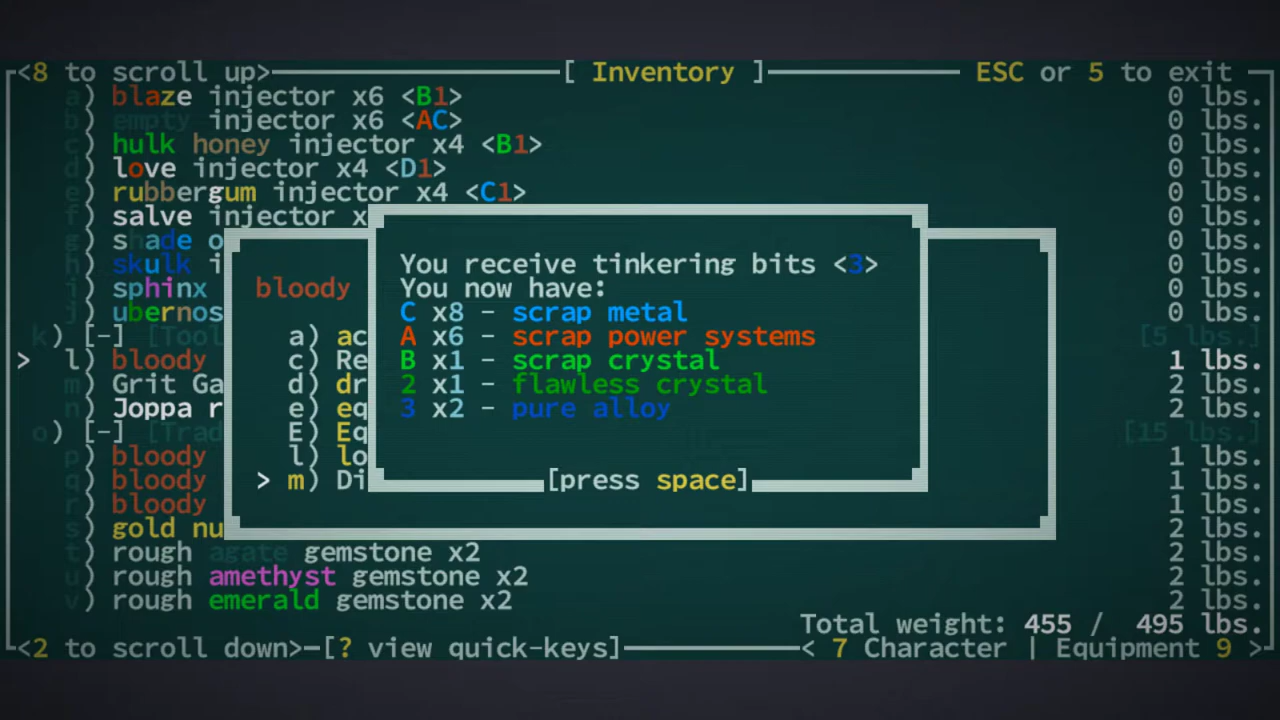 <8 to scroll up> [ Inventory ] ESC or 5 to exit
a) blaze injector x6 <B1> 0 lbs.
b) empty injector x6 <AC> 0 lbs.
c) hulk honey injector x4 <B1> 0 lbs.
d) love injector x4 <D1> 0 lbs.
e) rubbergum injector x4 <C1> 0 lbs.
f) salve injector x 0 lbs.
g) shade o 0 lbs.
h) skulk i 0 lbs.
i) sphinx 0 lbs.
j) ubernos 0 lbs.
k) [-] [Tool [5 lbs.]
> l) bloody 1 lbs.
m) Grit Ga 2 lbs.
n) Joppa r 2 lbs.
o) [-] [Trad [15 lbs.]
p) bloody 1 lbs.
q) bloody 1 lbs.
r) bloody 1 lbs.
s) gold nu 2 lbs.
t) rough agate gemstone x2 2 lbs.
u) rough amethyst gemstone x2 2 lbs.
v) rough emerald gemstone x2 2 lbs.
Total weight: 455 / 495 lbs.
<2 to scroll down> [? view quick-keys] < 7 Character | Equipment 9 >
bloody
a) ac
c) Re
d) dr
e) eq
E) Eq
l) lo
> m) Di
You receive tinkering bits <3>
You now have:
C x8 - scrap metal
A x6 - scrap power systems
B x1 - scrap crystal
2 x1 - flawless crystal
3 x2 - pure alloy
[press space]